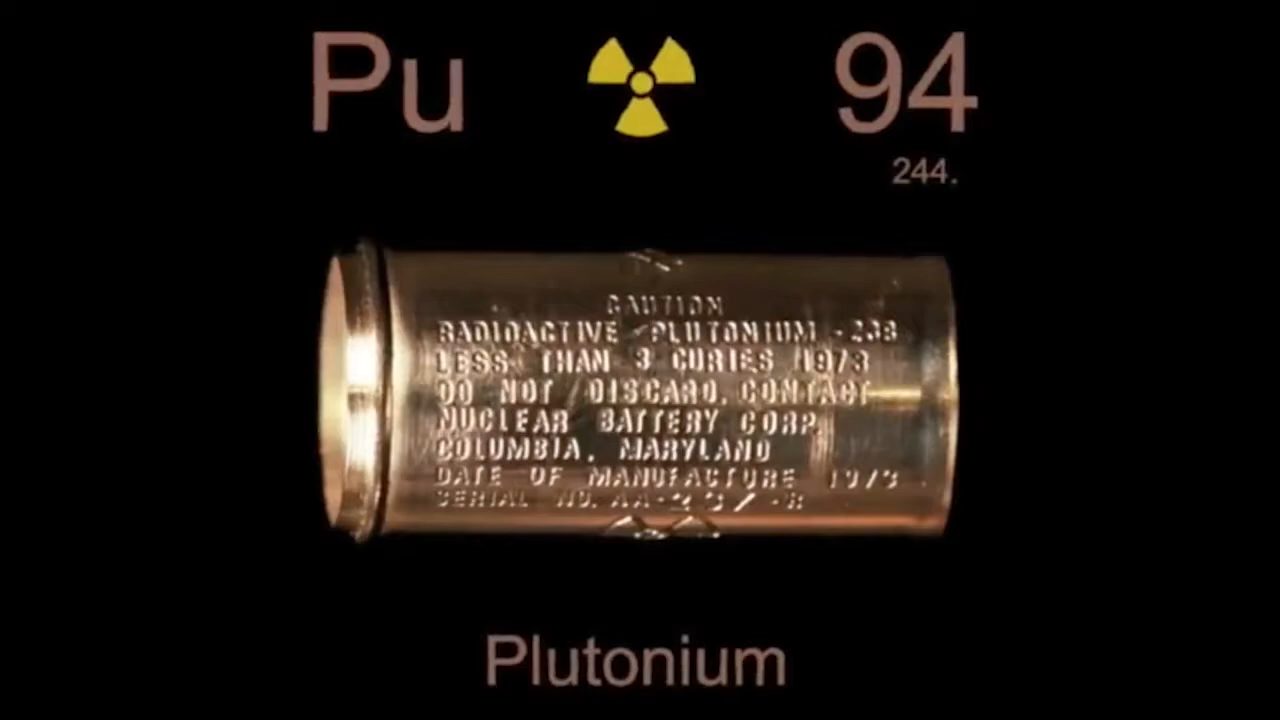 Pu 94
244.
CAUTION
RADIOACTIVE PLUTONIUM -238
LESS THAN 3 CURIES 1973
DO NOT DISCARD. CONTACT
NUCLEAR BATTERY CORP.
COLUMBIA, MARYLAND
DATE OF MANUFACTURE 1973
SERIAL NO. AA-
Plutonium